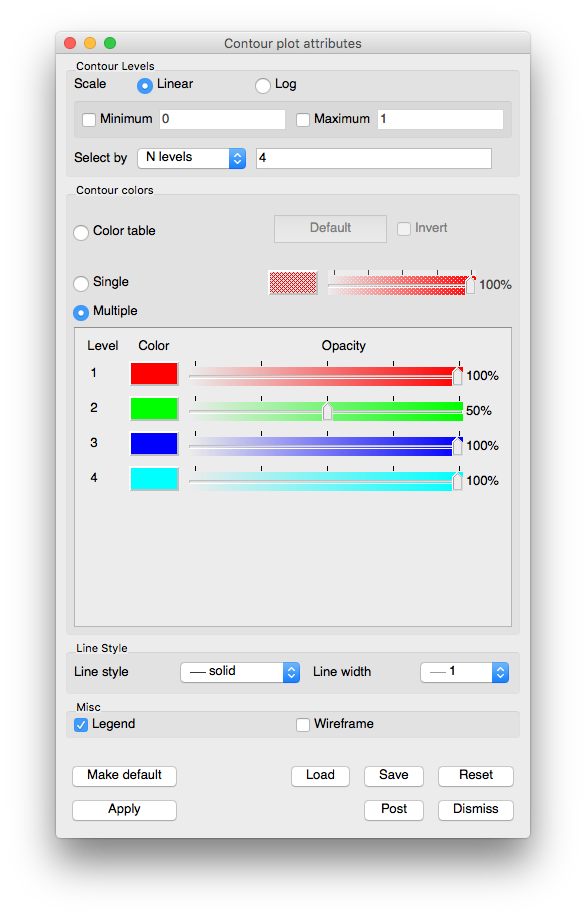 Contour plot attributes
Contour Levels
Scale Linear Log
Minimum 0 Maximum 1
Select by N levels 4
Contour colors
Color table Default Invert
Single 100%
Multiple
Level Color Opacity
1 100%
2 50%
3 100%
4 100%
Line Style
Line style solid Line width 1
Misc
Legend Wireframe
Make default Load Save Reset
Apply Post Dismiss